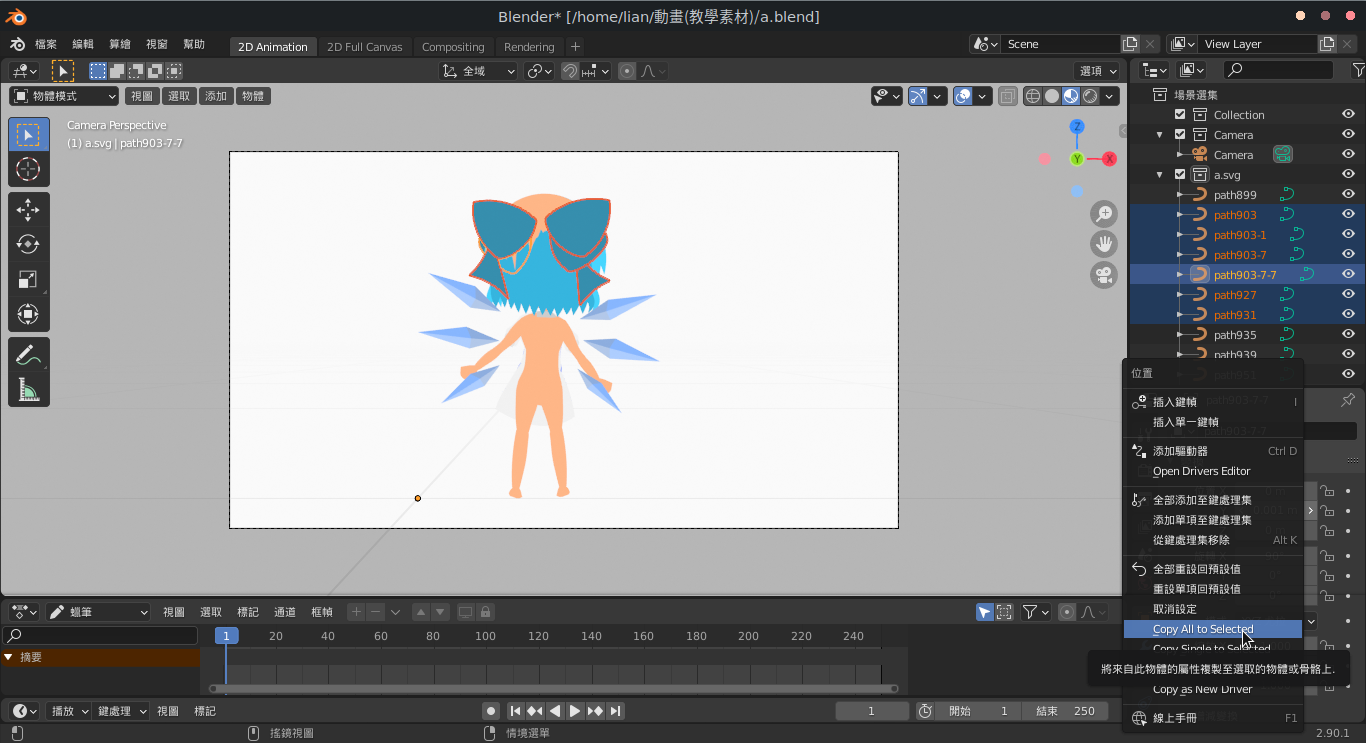 Blender* [/home/lian/動畫(教學素材)/a.blend]
檔案 編輯 算繪 視窗 幫助 2D Animation 2D Full Canvas Compositing Rendering + Scene View Layer
全域 選項
物體模式 視圖 選取 添加 物體
場景選集
Collection
Camera
Camera
a.svg
path899
path903
path903-1
path903-7
path903-7-7
path927
path931
path935
path939
Camera Perspective
(1) a.svg | path903-7-7
Z
Y
X
位置
插入鍵幀 I
插入單一鍵幀
添加驅動器 Ctrl D
Open Drivers Editor
全部添加至鍵處理集
添加單項至鍵處理集
從鍵處理集移除 Alt K
全部重設回預設值
重設單項回預設值
取消設定
Copy All to Selected
Copy Single to Selected
將來自此物體的屬性複製至選取的物體或骨骼上.
Copy as New Driver
線上手冊 F1
蠟筆 視圖 選取 標記 通道 框幀
1 20 40 60 80 100 120 140 160 180 200 220 240
摘要
播放 鍵處理 視圖 標記 1 開始 1 結束 250
搖鏡視圖 情境選單 2.90.1